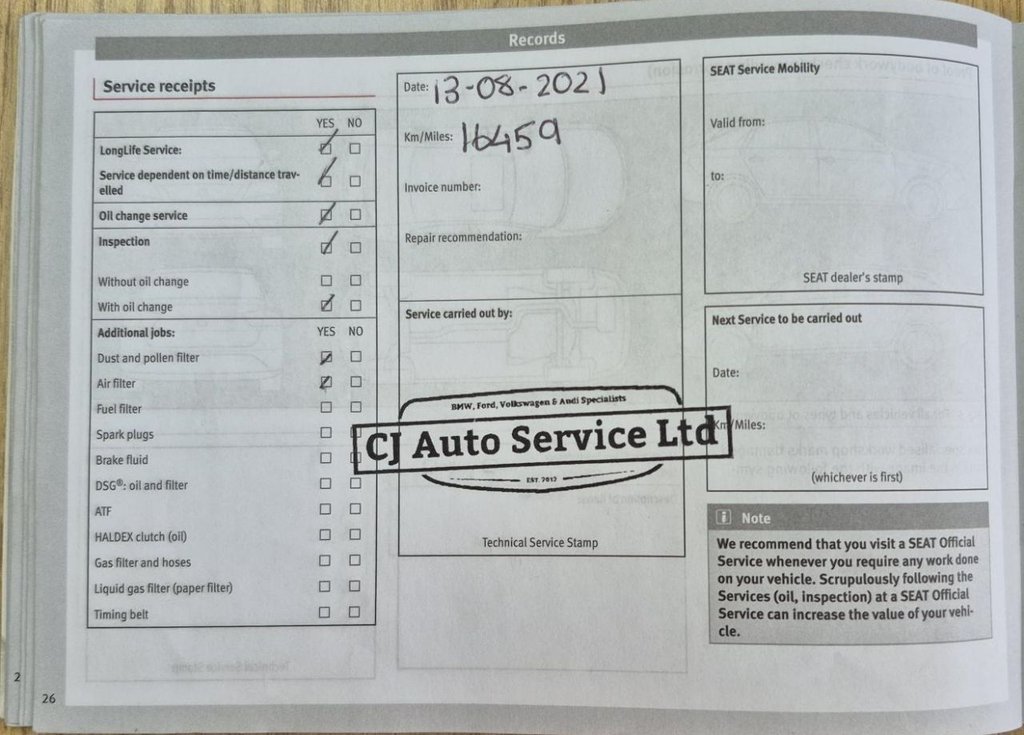 Records
Service receipts
YES NO
LongLife Service:
Service dependent on time/distance trav-
elled
Oil change service
Inspection
Without oil change
With oil change
Additional jobs: YES NO
Dust and pollen filter
Air filter
Fuel filter
Spark plugs
Brake fluid
DSG®: oil and filter
ATF
HALDEX clutch (oil)
Gas filter and hoses
Liquid gas filter (paper filter)
Timing belt
Date: 13-08-2021
Km/Miles: 16459
Invoice number:
Repair recommendation:
Service carried out by:
BMW, Ford, Volkswagen & Audi Specialists
CJ Auto Service Ltd
EST. 2012
Technical Service Stamp
SEAT Service Mobility
Valid from:
to:
SEAT dealer's stamp
Next Service to be carried out
Date:
Km/Miles:
(whichever is first)
i Note
We recommend that you visit a SEAT Official
Service whenever you require any work done
on your vehicle. Scrupulously following the
Services (oil, inspection) at a SEAT Official
Service can increase the value of your vehi-
cle.
2
26